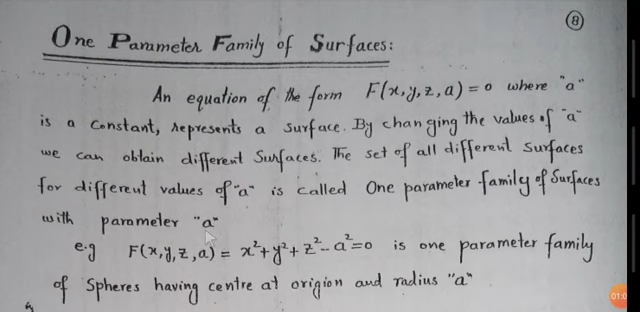 8
One Parameter Family of Surfaces:
An equation of the form F(x,y,z,a)=0 where "a"
is a constant, represents a surface. By changing the values of "a"
we can obtain different Surfaces. The set of all different surfaces
for different values of "a" is called One parameter family of Surfaces
with parameter "a"
e.g F(x,y,z,a) = x²+y²+z²-a²=0 is one parameter family
of Spheres having centre at origion and radius "a"
01:0